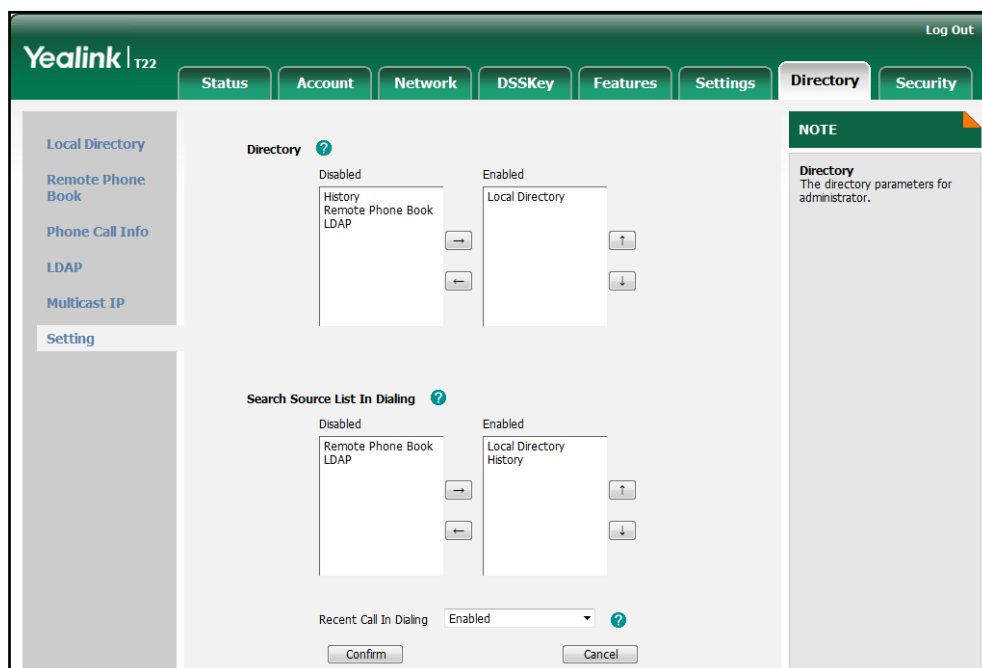 Log Out
Yealink T22
Status Account Network DSSKey Features Settings Directory Security
Local Directory
Remote Phone
Book
Phone Call Info
LDAP
Multicast IP
Setting
Directory ?
Disabled Enabled
History
Remote Phone Book
LDAP
Local Directory
→
←
↑
↓
Search Source List In Dialing ?
Disabled Enabled
Remote Phone Book
LDAP
Local Directory
History
→
←
↑
↓
Recent Call In Dialing Enabled ?
Confirm Cancel
NOTE
Directory
The directory parameters for
administrator.